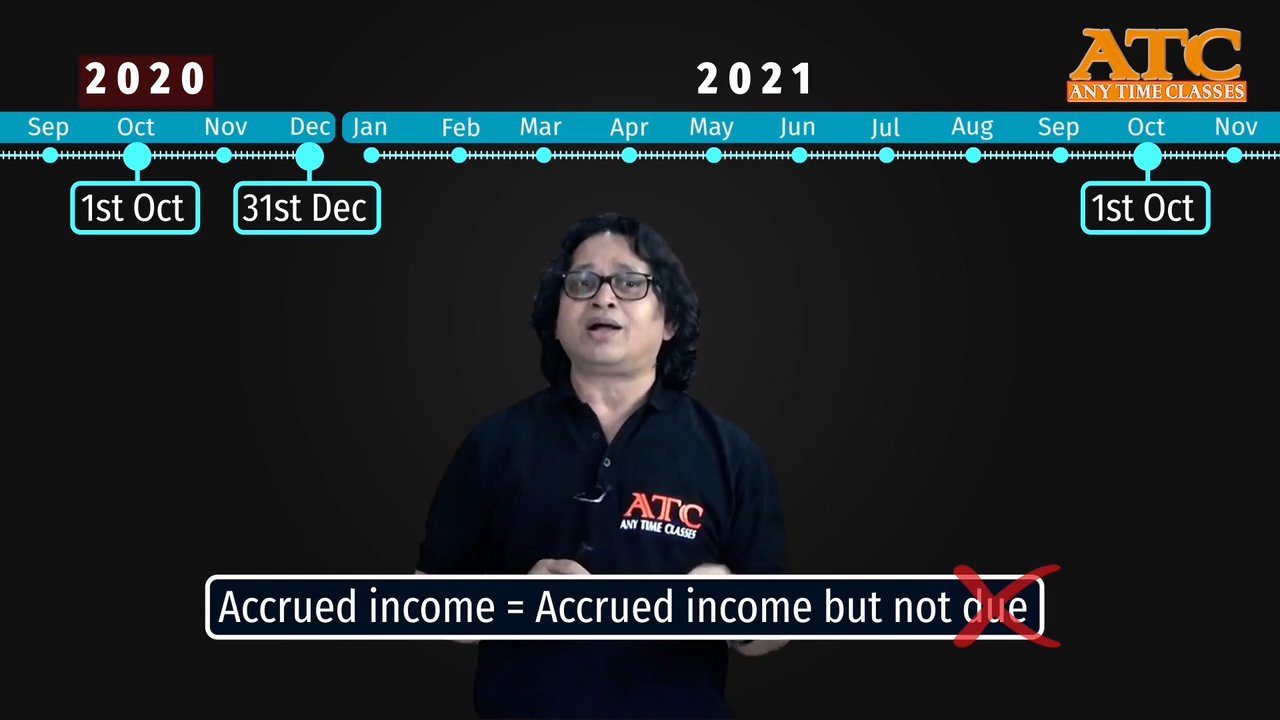 2020
2021
ATC
ANY TIME CLASSES
Sep Oct Nov Dec Jan Feb Mar Apr May Jun Jul Aug Sep Oct Nov
1st Oct 31st Dec 1st Oct
ATC
ANY TIME CLASSES
Accrued income = Accrued income but not due